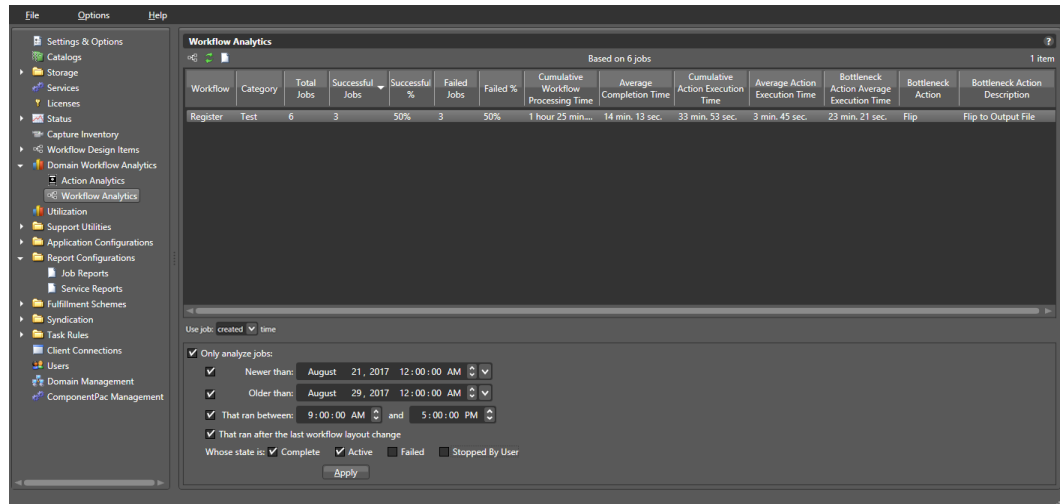 File Options Help
Settings & Options
Catalogs
Storage
Services
Licenses
Status
Capture Inventory
Workflow Design Items
Domain Workflow Analytics
Action Analytics
Workflow Analytics
Utilization
Support Utilities
Application Configurations
Report Configurations
Job Reports
Service Reports
Fulfillment Schemes
Syndication
Task Rules
Client Connections
Users
Domain Management
ComponentPac Management
Workflow Analytics ?
Based on 6 jobs 1 item
Workflow Category Total Jobs Successful Jobs Successful % Failed Jobs Failed % Cumulative Workflow Processing Time Average Completion Time Cumulative Action Execution Time Average Action Execution Time Bottleneck Action Average Execution Time Bottleneck Action Bottleneck Action Description
Register Test 6 3 50% 3 50% 1 hour 25 min.... 14 min. 13 sec. 33 min. 53 sec. 3 min. 45 sec. 23 min. 21 sec. Flip Flip to Output File
Use job: created time
Only analyze jobs:
Newer than: August 21, 2017 12:00:00 AM
Older than: August 29, 2017 12:00:00 AM
That ran between: 9:00:00 AM and 5:00:00 PM
That ran after the last workflow layout change
Whose state is: Complete Active Failed Stopped By User
Apply